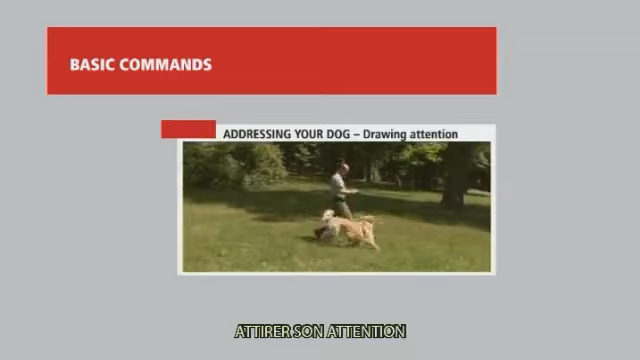 BASIC COMMANDS
ADDRESSING YOUR DOG – Drawing attention
ATTIRER SON ATTENTION